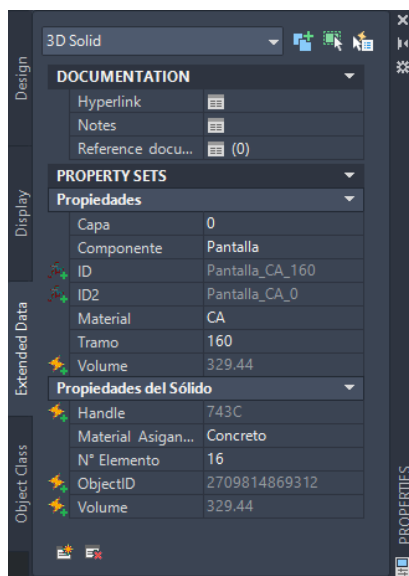 3D Solid
DOCUMENTATION
Hyperlink
Notes
Reference docu... (0)
PROPERTY SETS
Propiedades
Capa 0
Componente Pantalla
ID Pantalla_CA_160
ID2 Pantalla_CA_0
Material CA
Tramo 160
Volume 329.44
Propiedades del Sólido
Handle 743C
Material Asigan... Concreto
N° Elemento 16
ObjectID 2709814869312
Volume 329.44
Design
Display
Extended Data
Object Class
PROPERTIES